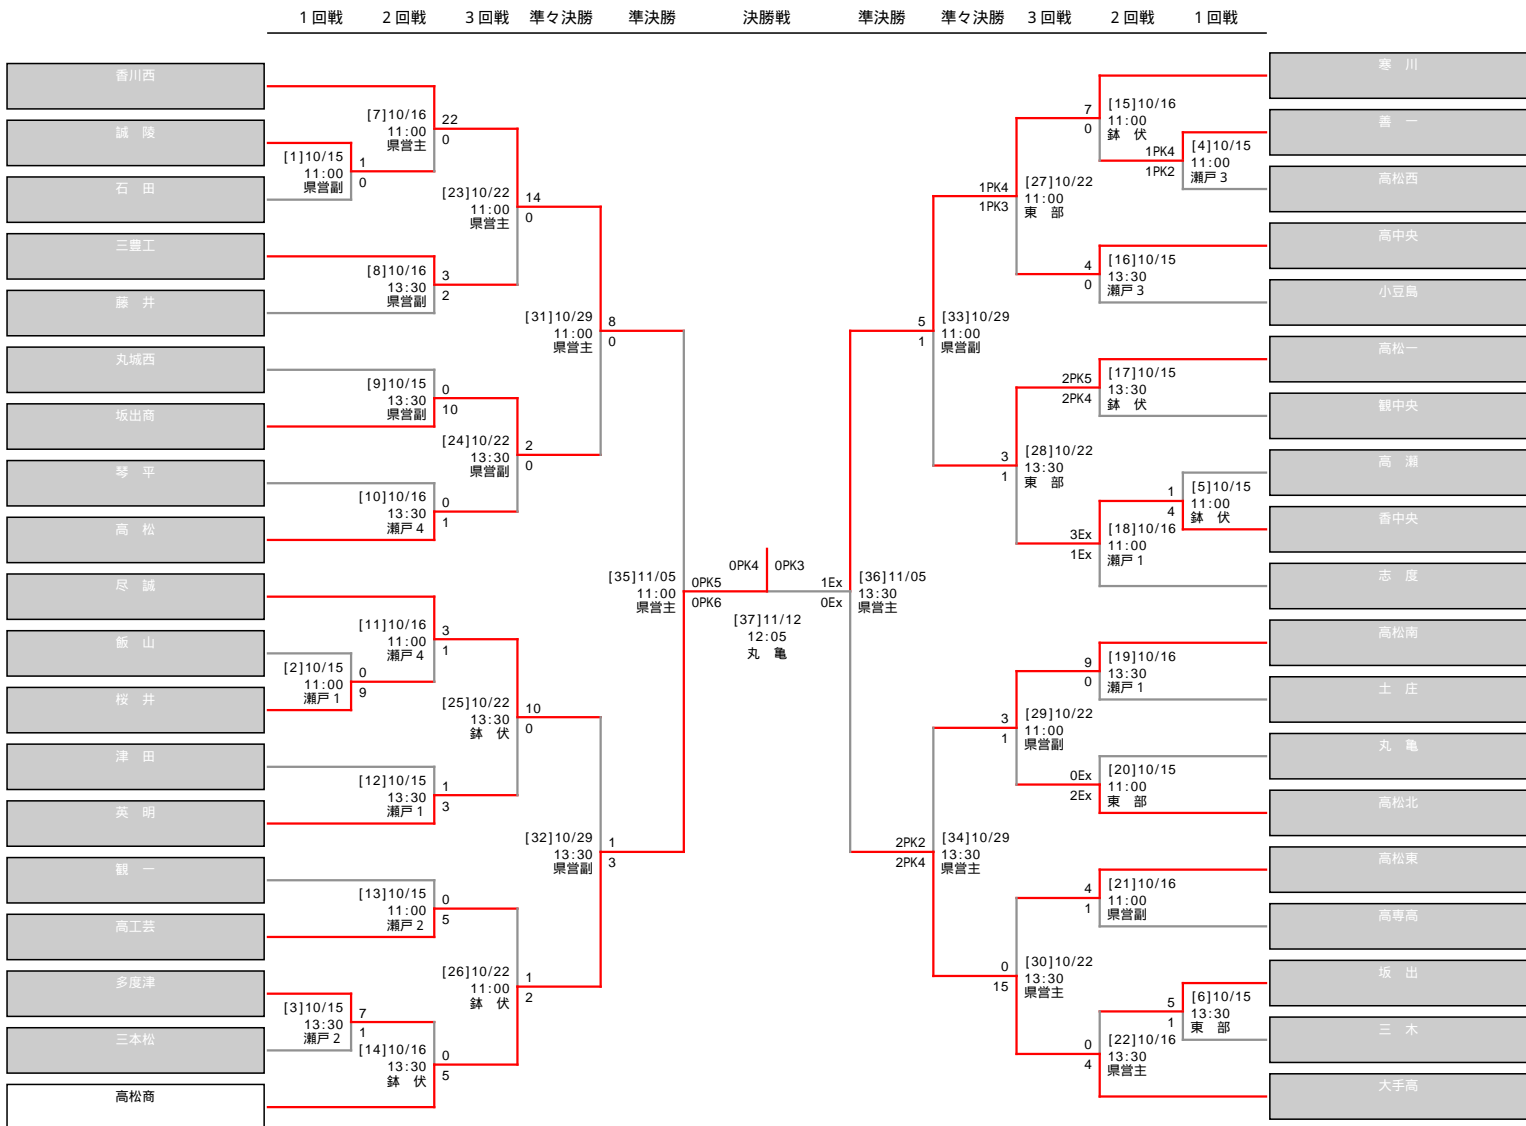 1回戦 2回戦 3回戦 準々決勝 準決勝 決勝戦 準決勝 準々決勝 3回戦 2回戦 1回戦
香川西
誠 陵
石 田
三豊工
藤 井
丸城西
坂出商
琴 平
高 松
尽 誠
飯 山
桜 井
津 田
英 明
観 一
高工芸
多度津
三本松
高松商
[1]10/15
11:00
県営副
1
0
[2]10/15
11:00
瀬戸1
0
9
[3]10/15
13:30
瀬戸2
7
1
[7]10/16
11:00
県営主
22
0
[8]10/16
13:30
県営副
3
2
[9]10/15
13:30
県営副
0
10
[10]10/16
13:30
瀬戸4
0
1
[11]10/16
11:00
瀬戸4
3
1
[12]10/15
13:30
瀬戸1
1
3
[13]10/15
11:00
瀬戸2
0
5
[14]10/16
13:30
鉢 伏
0
5
[23]10/22
11:00
県営主
14
0
[24]10/22
13:30
県営副
2
0
[25]10/22
13:30
鉢 伏
10
0
[26]10/22
11:00
鉢 伏
1
2
[31]10/29
11:00
県営主
8
0
[32]10/29
13:30
県営副
1
3
[35]11/05
11:00
県営主
0PK5
0PK6
0PK4
0PK3
[37]11/12
12:05
丸 亀
1Ex
0Ex
[36]11/05
13:30
県営主
5
1
[33]10/29
11:00
県営副
2PK2
2PK4
[34]10/29
13:30
県営主
1PK4
1PK3
[27]10/22
11:00
東 部
3
1
[28]10/22
13:30
東 部
3
1
[29]10/22
11:00
県営副
0
15
[30]10/22
13:30
県営主
7
0
[15]10/16
11:00
鉢 伏
4
0
[16]10/15
13:30
瀬戸3
2PK5
2PK4
[17]10/15
13:30
鉢 伏
3Ex
1Ex
[18]10/16
11:00
瀬戸1
9
0
[19]10/16
13:30
瀬戸1
0Ex
2Ex
[20]10/15
11:00
東 部
4
1
[21]10/16
11:00
県営副
0
4
[22]10/16
13:30
県営主
1PK4
1PK2
[4]10/15
11:00
瀬戸3
1
4
[5]10/15
11:00
鉢 伏
5
1
[6]10/15
13:30
東 部
寒 川
善 一
高松西
高中央
小豆島
高松一
観中央
高 瀬
香中央
志 度
高松南
土 庄
丸 亀
高松北
高松東
高専高
坂 出
三 木
大手高